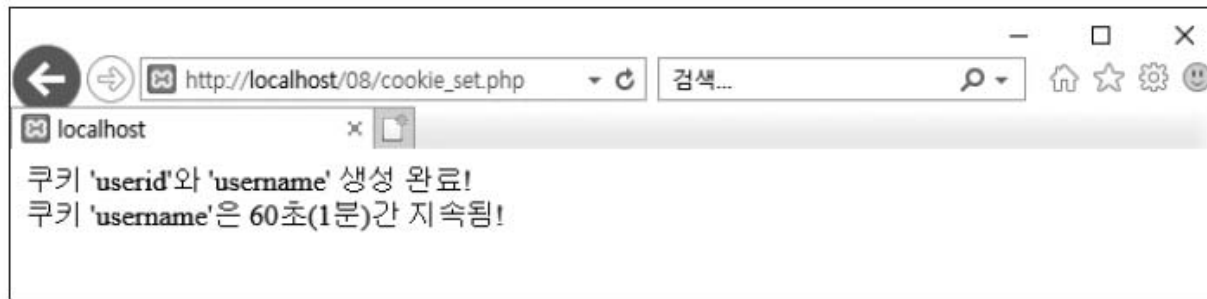 http://localhost/08/cookie_set.php
검색...
localhost
쿠키 'userid'와 'username' 생성 완료!
쿠키 'username'은 60초(1분)간 지속됨!